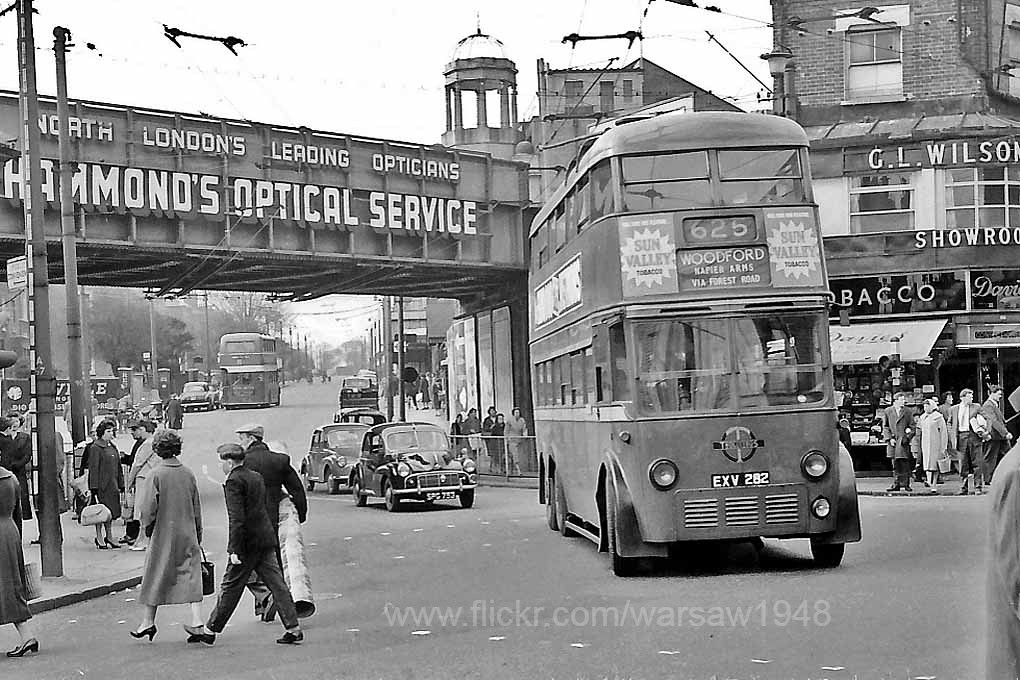 NORTH LONDON'S LEADING OPTICIANS
HAMMOND'S OPTICAL SERVICE
G.L. WILSON
SHOWROO
TOBACCO
625
WOODFORD
NAPIER ARMS
VIA FOREST ROAD
SUN
VALLEY
TOBACCO
SUN
VALLEY
TOBACCO
EXV 282
www.flickr.com/warsaw1948